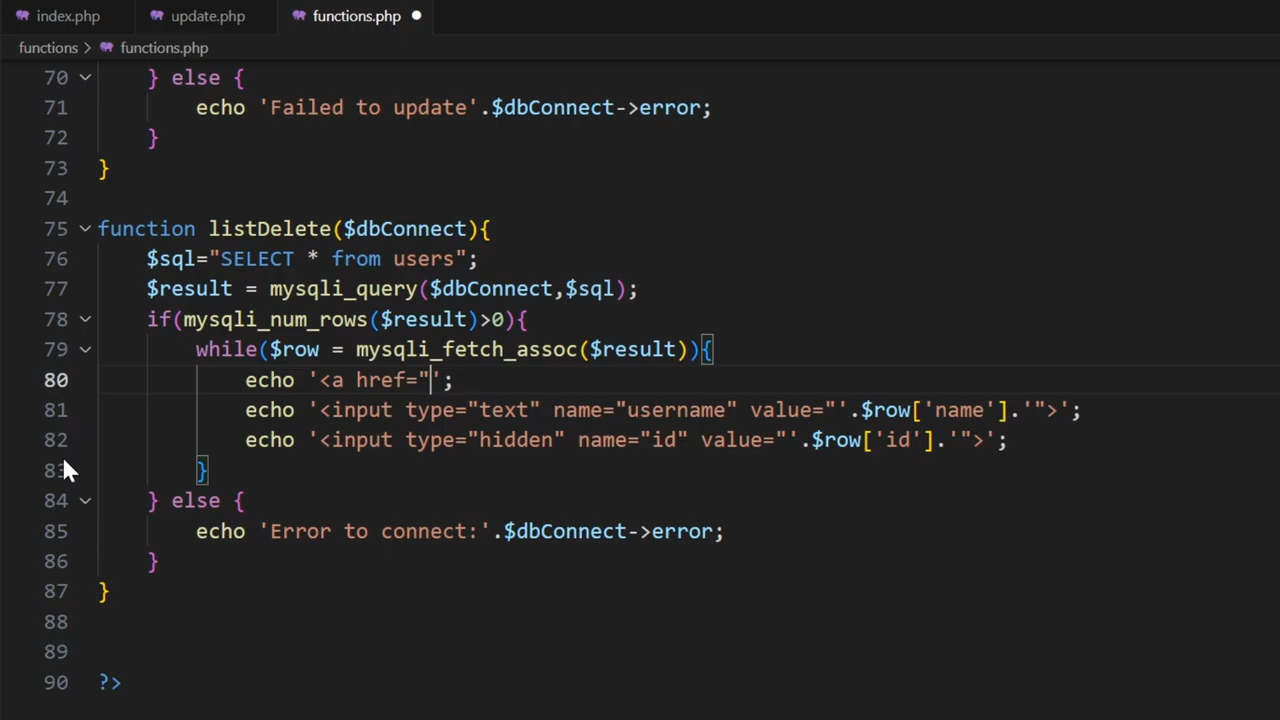 index.php update.php functions.php
functions > functions.php
70 } else {
71 echo 'Failed to update'.$dbConnect->error;
72 }
73 }
74
75 function listDelete($dbConnect){
76 $sql="SELECT * from users";
77 $result = mysqli_query($dbConnect,$sql);
78 if(mysqli_num_rows($result)>0){
79 while($row = mysqli_fetch_assoc($result)){
80 echo '<a href="';
81 echo '<input type="text" name="username" value="'.$row['name'].'">';
82 echo '<input type="hidden" name="id" value="'.$row['id'].'">';
83 }
84 } else {
85 echo 'Error to connect:'.$dbConnect->error;
86 }
87 }
88
89
90 ?>